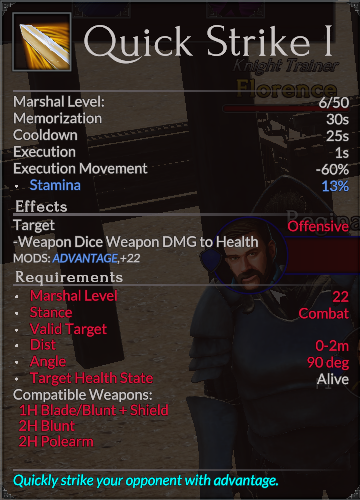 Quick Strike I
Knight Trainer
Florence
Marshal Level: 6/50
Memorization 30s
Cooldown 25s
Execution 1s
Execution Movement -60%
• Stamina 13%
Effects
Target Offensive
-Weapon Dice Weapon DMG to Health
MODS: ADVANTAGE,+22
Requirements
• Marshal Level 22
• Stance Combat
• Valid Target
• Dist 0-2m
• Angle 90 deg
• Target Health State Alive
Compatible Weapons:
1H Blade/Blunt + Shield
2H Blunt
2H Polearm
Quickly strike your opponent with advantage.